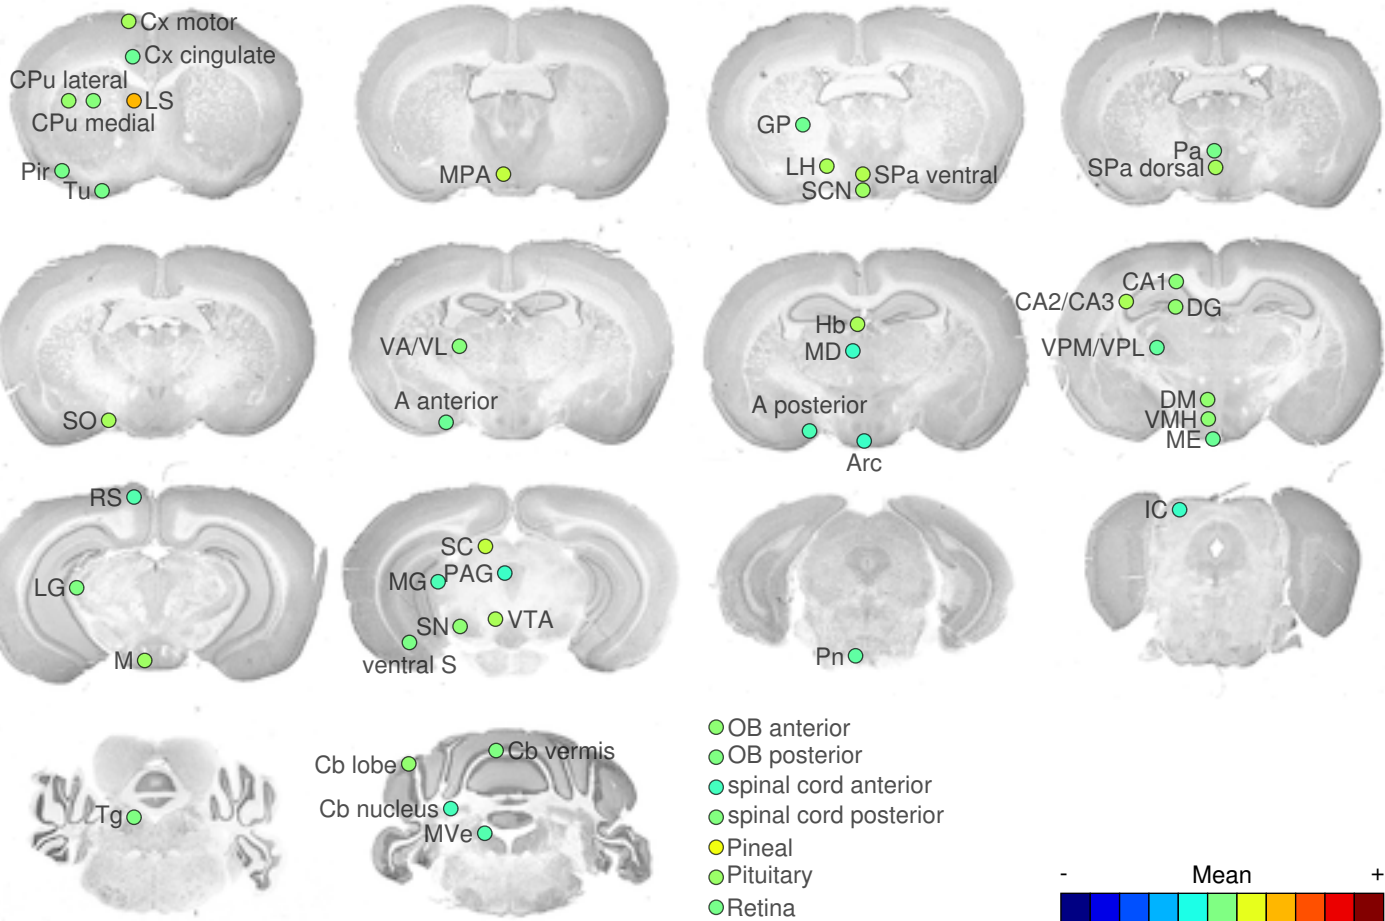 Cx motor
Cx cingulate
CPu lateral
LS
CPu medial
Pir
Tu
MPA
GP
LH
SPa ventral
SCN
Pa
SPa dorsal
SO
VA/VL
A anterior
Hb
MD
A posterior
Arc
CA1
CA2/CA3
DG
VPM/VPL
DM
VMH
ME
RS
LG
M
SC
MG
PAG
SN
VTA
ventral S
Pn
IC
Tg
Cb lobe
Cb vermis
Cb nucleus
MVe
OB anterior
OB posterior
spinal cord anterior
spinal cord posterior
Pineal
Pituitary
Retina
- Mean +